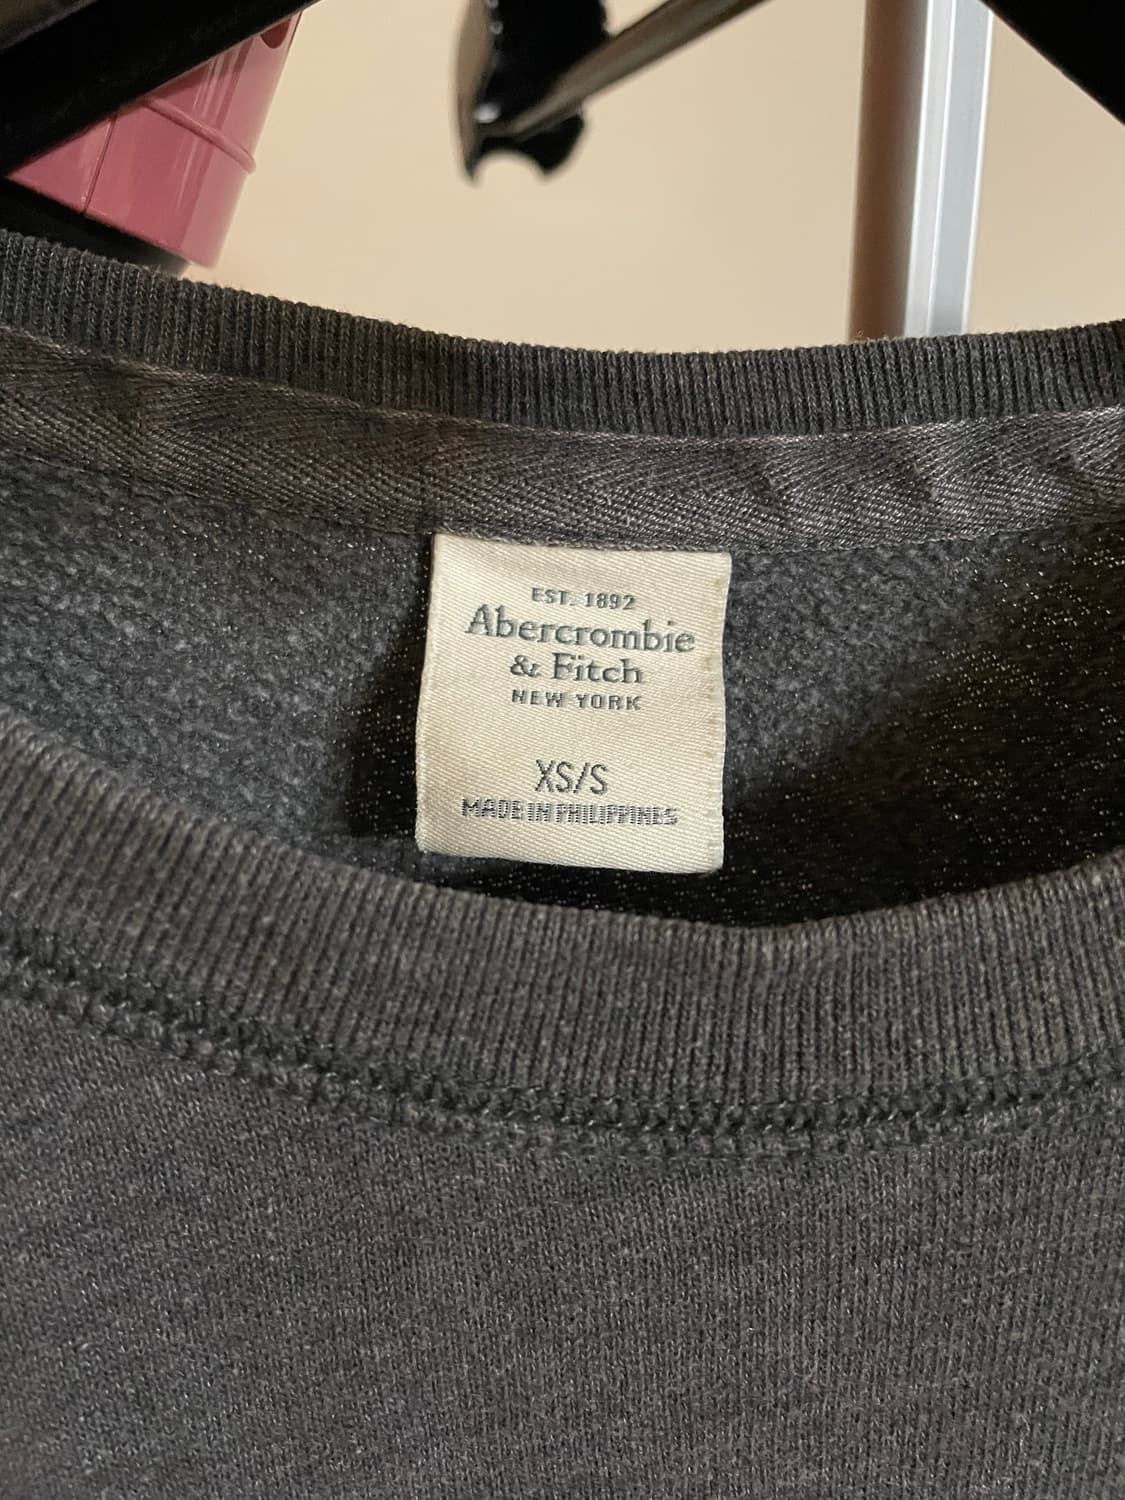 EST. 1892
Abercrombie
& Fitch
NEW YORK
XS/S
MADE IN PHILIPPINES